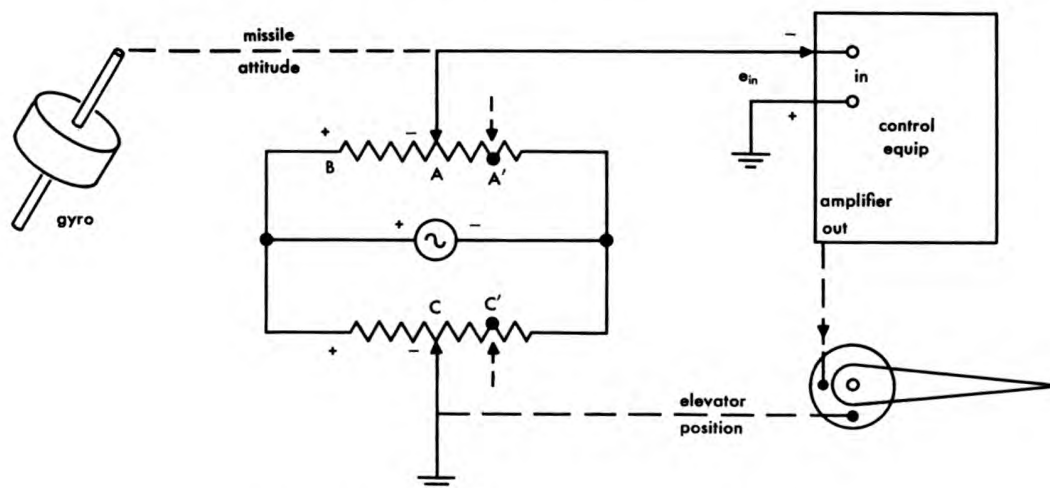 missile
attitude
gyro
+ −
B A A′
+ −
C C′
+ −
−
e_in in
+
control
equip
amplifier
out
elevator
position